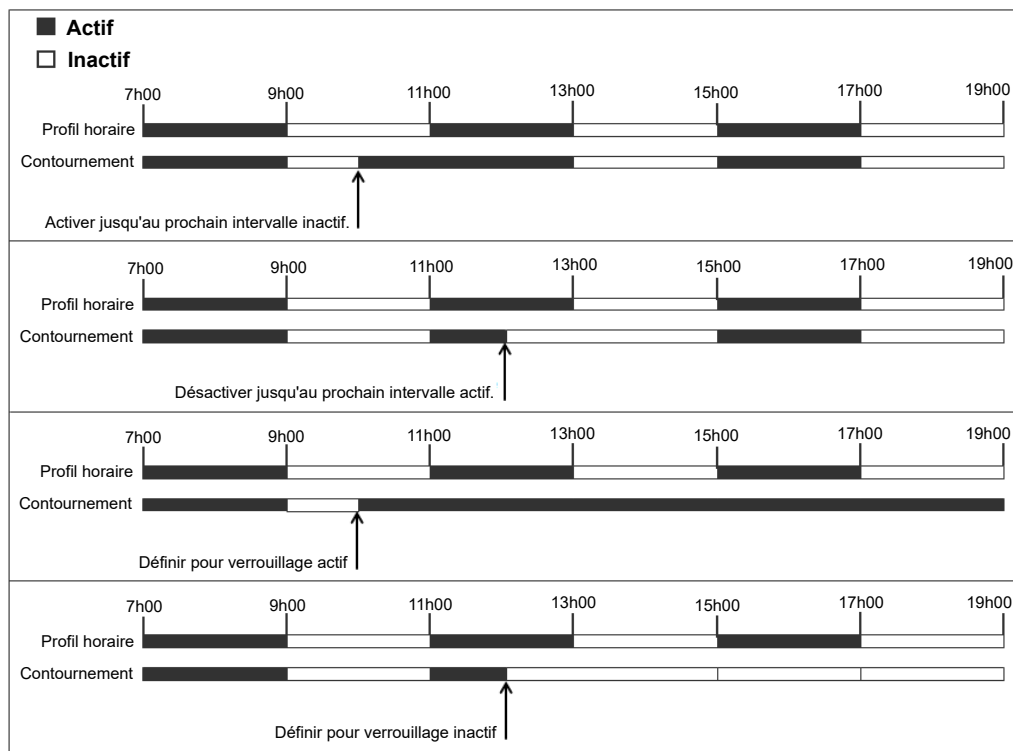 Actif
Inactif
7h00 9h00 11h00 13h00 15h00 17h00 19h00
Profil horaire
Contournement
Activer jusqu'au prochain intervalle inactif.
7h00 9h00 11h00 13h00 15h00 17h00 19h00
Profil horaire
Contournement
Désactiver jusqu'au prochain intervalle actif.
7h00 9h00 11h00 13h00 15h00 17h00 19h00
Profil horaire
Contournement
Définir pour verrouillage actif
7h00 9h00 11h00 13h00 15h00 17h00 19h00
Profil horaire
Contournement
Définir pour verrouillage inactif